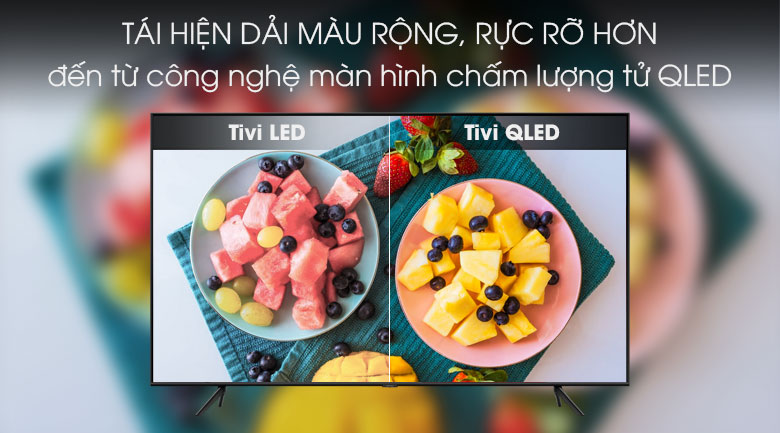 TÁI HIỆN DẢI MÀU RỘNG, RỰC RỠ HƠN
đến từ công nghệ màn hình chấm lượng tử QLED
Tivi LED
Tivi QLED